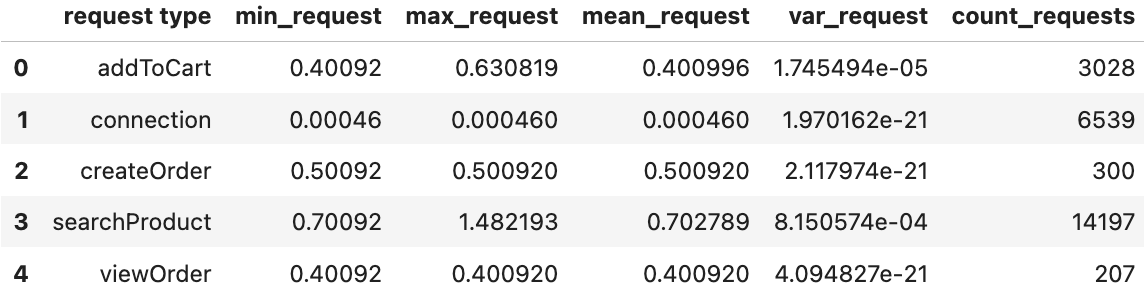 request type min_request max_request mean_request var_request count_requests
0 addToCart 0.40092 0.630819 0.400996 1.745494e-05 3028
1 connection 0.00046 0.000460 0.000460 1.970162e-21 6539
2 createOrder 0.50092 0.500920 0.500920 2.117974e-21 300
3 searchProduct 0.70092 1.482193 0.702789 8.150574e-04 14197
4 viewOrder 0.40092 0.400920 0.400920 4.094827e-21 207